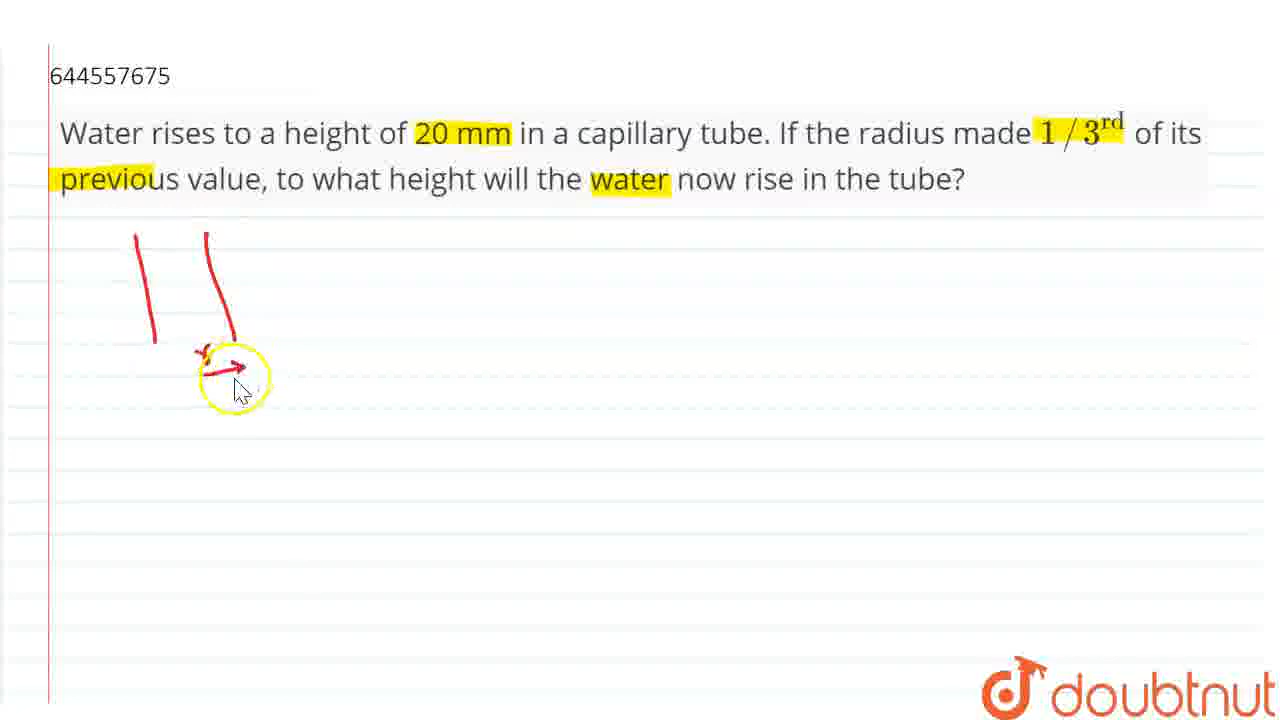 644557675
Water rises to a height of 20 mm in a capillary tube. If the radius made 1/3rd of its
previous value, to what height will the water now rise in the tube?
doubtnut